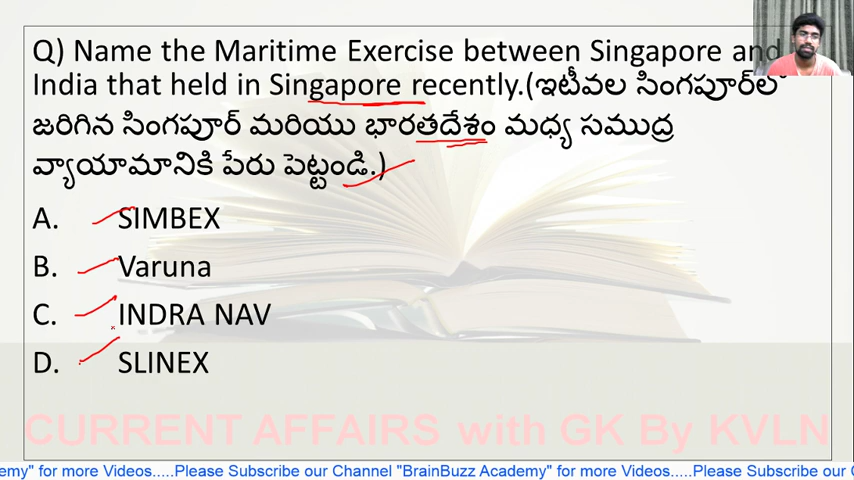 Q) Name the Maritime Exercise between Singapore and
India that held in Singapore recently.(ఇటీవల సింగపూర్‌లో
జరిగిన సింగపూర్ మరియు భారతదేశం మధ్య సముద్ర
వ్యాయామానికి పేరు పెట్టండి.)
A. SIMBEX
B. Varuna
C. INDRA NAV
D. SLINEX
CURRENT AFFAIRS with GK By KVLN
emy" for more Videos.....Please Subscribe our Channel "BrainBuzz Academy" for more Videos.....Please Subscribe our C